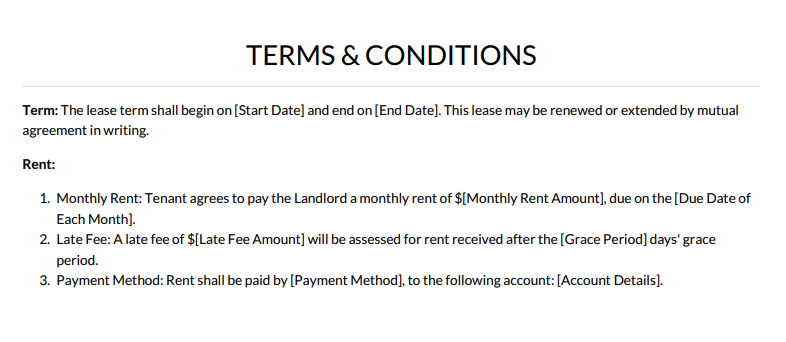 TERMS & CONDITIONS
Term: The lease term shall begin on [Start Date] and end on [End Date]. This lease may be renewed or extended by mutual
agreement in writing.
Rent:
1. Monthly Rent: Tenant agrees to pay the Landlord a monthly rent of $[Monthly Rent Amount], due on the [Due Date of
Each Month].
2. Late Fee: A late fee of $[Late Fee Amount] will be assessed for rent received after the [Grace Period] days' grace
period.
3. Payment Method: Rent shall be paid by [Payment Method], to the following account: [Account Details].